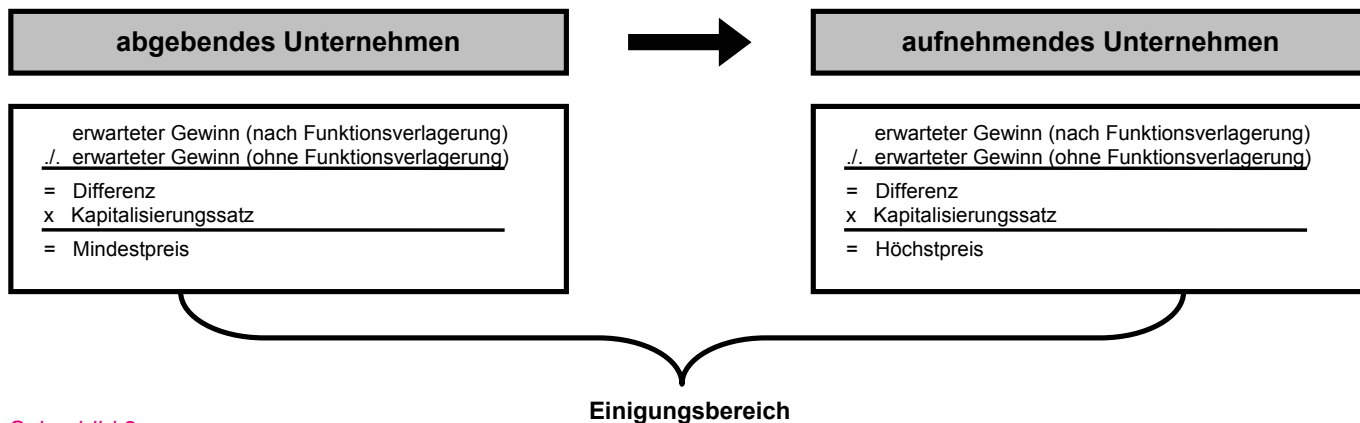 abgebendes Unternehmen
aufnehmendes Unternehmen
erwarteter Gewinn (nach Funktionsverlagerung)
./. erwarteter Gewinn (ohne Funktionsverlagerung)
= Differenz
x Kapitalisierungssatz
= Mindestpreis
erwarteter Gewinn (nach Funktionsverlagerung)
./. erwarteter Gewinn (ohne Funktionsverlagerung)
= Differenz
x Kapitalisierungssatz
= Höchstpreis
Einigungsbereich